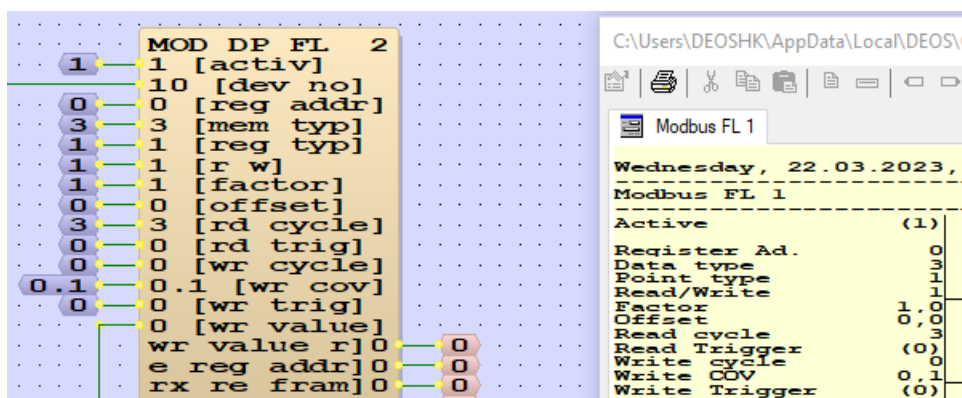 MOD DP FL 2
1 1 [activ]
10 [dev no]
0 0 [reg addr]
3 3 [mem typ]
1 1 [reg typ]
1 1 [r w]
1 1 [factor]
0 0 [offset]
3 3 [rd cycle]
0 0 [rd trig]
0 0 [wr cycle]
0.1 0.1 [wr cov]
0 0 [wr trig]
0 [wr value]
wr value r]0 0
e reg addr]0 0
rx re fram]0 0
C:\Users\DEOSHK\AppData\Local\DEOS\
Modbus FL 1
Wednesday, 22.03.2023,
Modbus FL 1
Active (1)
Register Ad. 0
Data type 3
Point type 1
Read/Write 1
Factor 1,0
Offset 0,0
Read cycle 3
Read Trigger (0)
Write cycle 0
Write COV 0,1
Write Trigger (0)